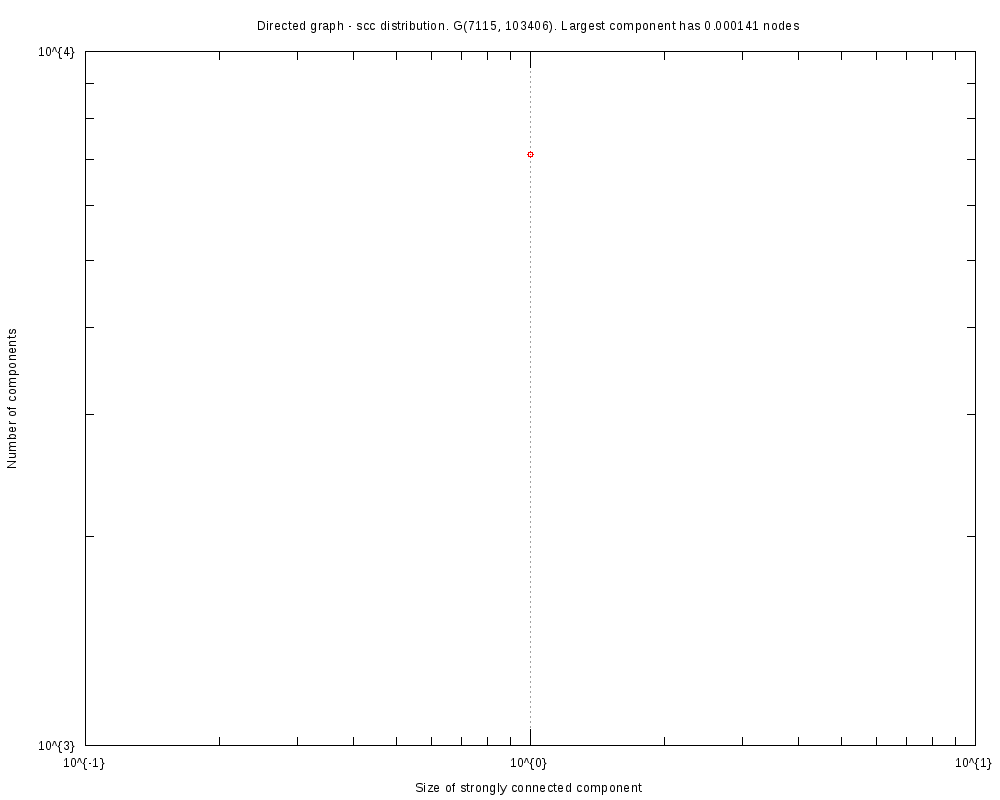 Directed graph - scc distribution. G(7115, 103406). Largest component has 0.000141 nodes
10^{4}
Number of components
10^{3}
10^{-1}
10^{0}
10^{1}
Size of strongly connected component